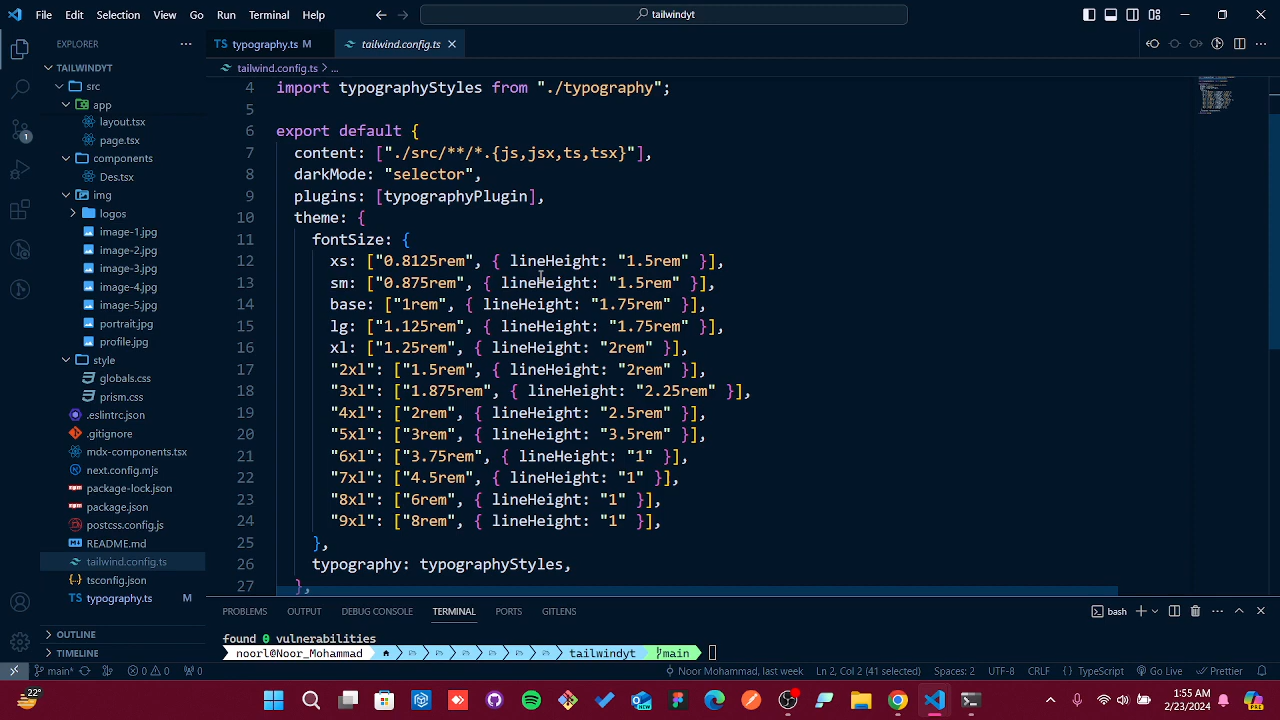 File Edit Selection View Go Run Terminal Help
tailwindyt
EXPLORER
typography.ts M
tailwind.config.ts
TAILWINDYT
tailwind.config.ts > ...
src
app
layout.tsx
page.tsx
components
Des.tsx
img
logos
image-1.jpg
image-2.jpg
image-3.jpg
image-4.jpg
image-5.jpg
portrait.jpg
profile.jpg
style
globals.css
prism.css
.eslintrc.json
.gitignore
mdx-components.tsx
next.config.mjs
package-lock.json
package.json
postcss.config.js
README.md
tailwind.config.ts
tsconfig.json
typography.ts M
OUTLINE
TIMELINE
1
4 import typographyStyles from "./typography";
5
6 export default {
7 content: ["./src/**/*.{js,jsx,ts,tsx}"],
8 darkMode: "selector",
9 plugins: [typographyPlugin],
10 theme: {
11 fontSize: {
12 xs: ["0.8125rem", { lineHeight: "1.5rem" }],
13 sm: ["0.875rem", { lineHeight: "1.5rem" }],
14 base: ["1rem", { lineHeight: "1.75rem" }],
15 lg: ["1.125rem", { lineHeight: "1.75rem" }],
16 xl: ["1.25rem", { lineHeight: "2rem" }],
17 "2xl": ["1.5rem", { lineHeight: "2rem" }],
18 "3xl": ["1.875rem", { lineHeight: "2.25rem" }],
19 "4xl": ["2rem", { lineHeight: "2.5rem" }],
20 "5xl": ["3rem", { lineHeight: "3.5rem" }],
21 "6xl": ["3.75rem", { lineHeight: "1" }],
22 "7xl": ["4.5rem", { lineHeight: "1" }],
23 "8xl": ["6rem", { lineHeight: "1" }],
24 "9xl": ["8rem", { lineHeight: "1" }],
25 },
26 typography: typographyStyles,
27 },
PROBLEMS OUTPUT DEBUG CONSOLE TERMINAL PORTS GITLENS
bash
found 0 vulnerabilities
noorl@Noor_Mohammad tailwindyt main
main* 0 0 0 Noor Mohammad, last week Ln 2, Col 2 (41 selected) Spaces: 2 UTF-8 CRLF TypeScript Go Live Prettier
22° NEW 1:55 AM PRE
2/23/2024